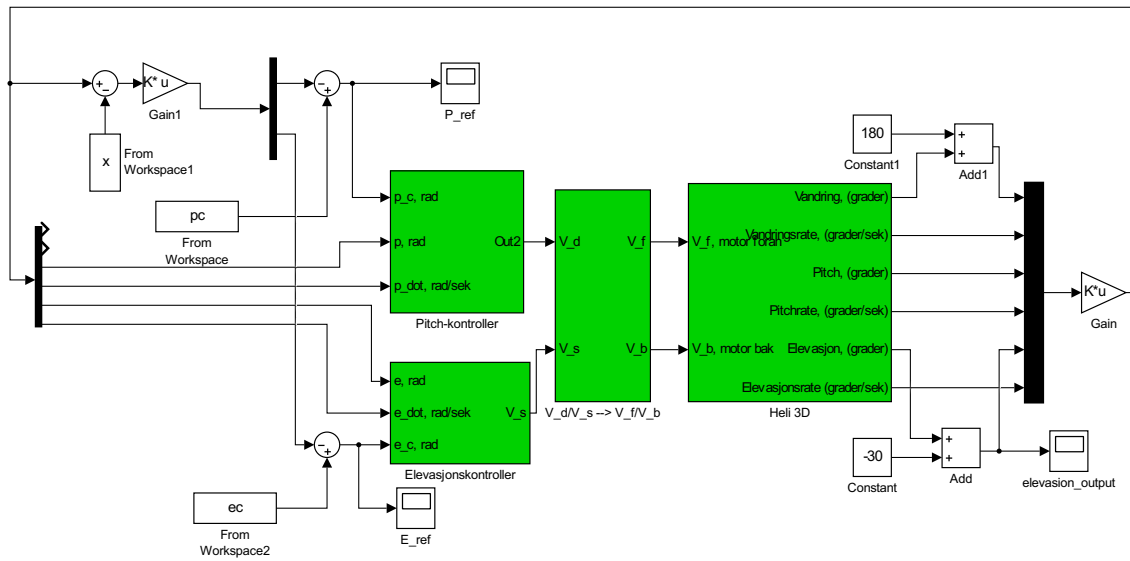 K* u
Gain1
P_ref
x
From
Workspace1
180
Constant1
Add1
+
+
pc
From
Workspace
p_c, rad
p, rad
p_dot, rad/sek
Out2
Pitch-kontroller
V_d
V_s
V_f
V_b
V_d/V_s --> V_f/V_b
V_f, motor foran
V_b, motor bak
Vandring, (grader)
Vandringsrate, (grader/sek)
Pitch, (grader)
Pitchrate, (grader/sek)
Elevasjon, (grader)
Elevasjonsrate (grader/sek)
Heli 3D
K*u
Gain
e, rad
e_dot, rad/sek
e_c, rad
V_s
Elevasjonskontroller
-30
Constant
+
+
Add
elevasion_output
ec
From
Workspace2
E_ref